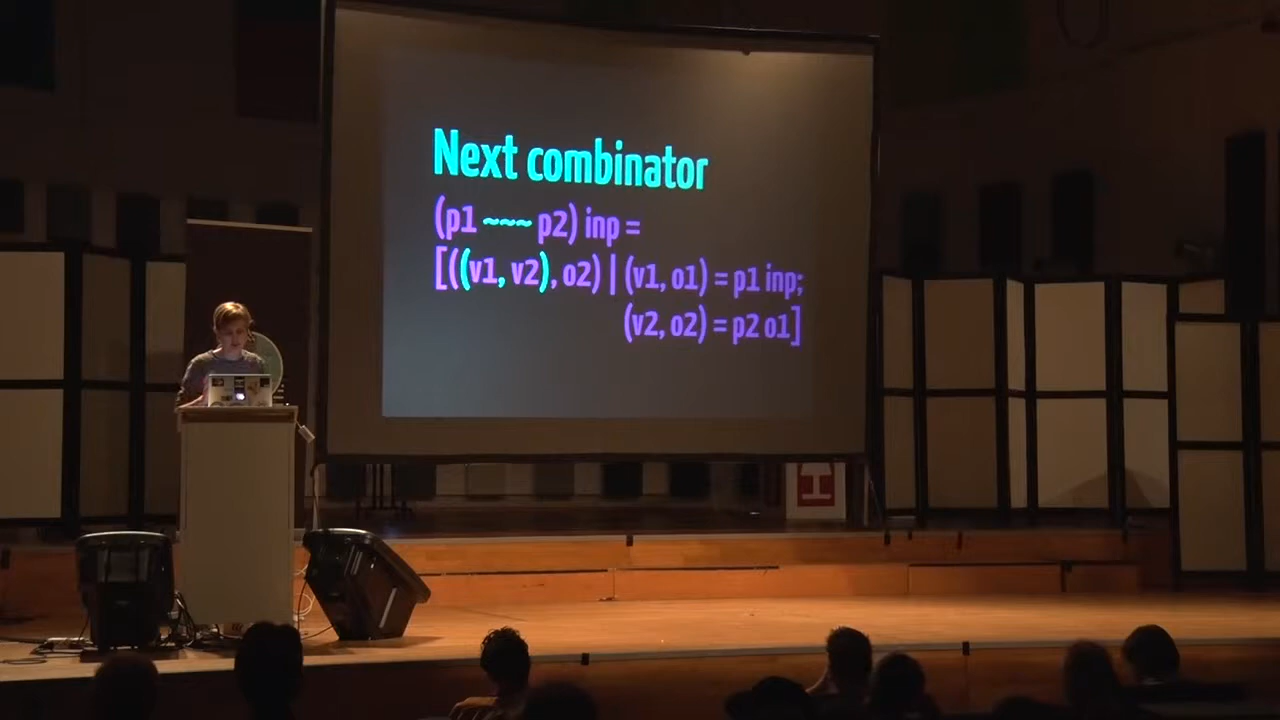 Next combinator
(p1 ~~~ p2) inp =
[((v1, v2), o2) | (v1, o1) = p1 inp;
(v2, o2) = p2 o1]